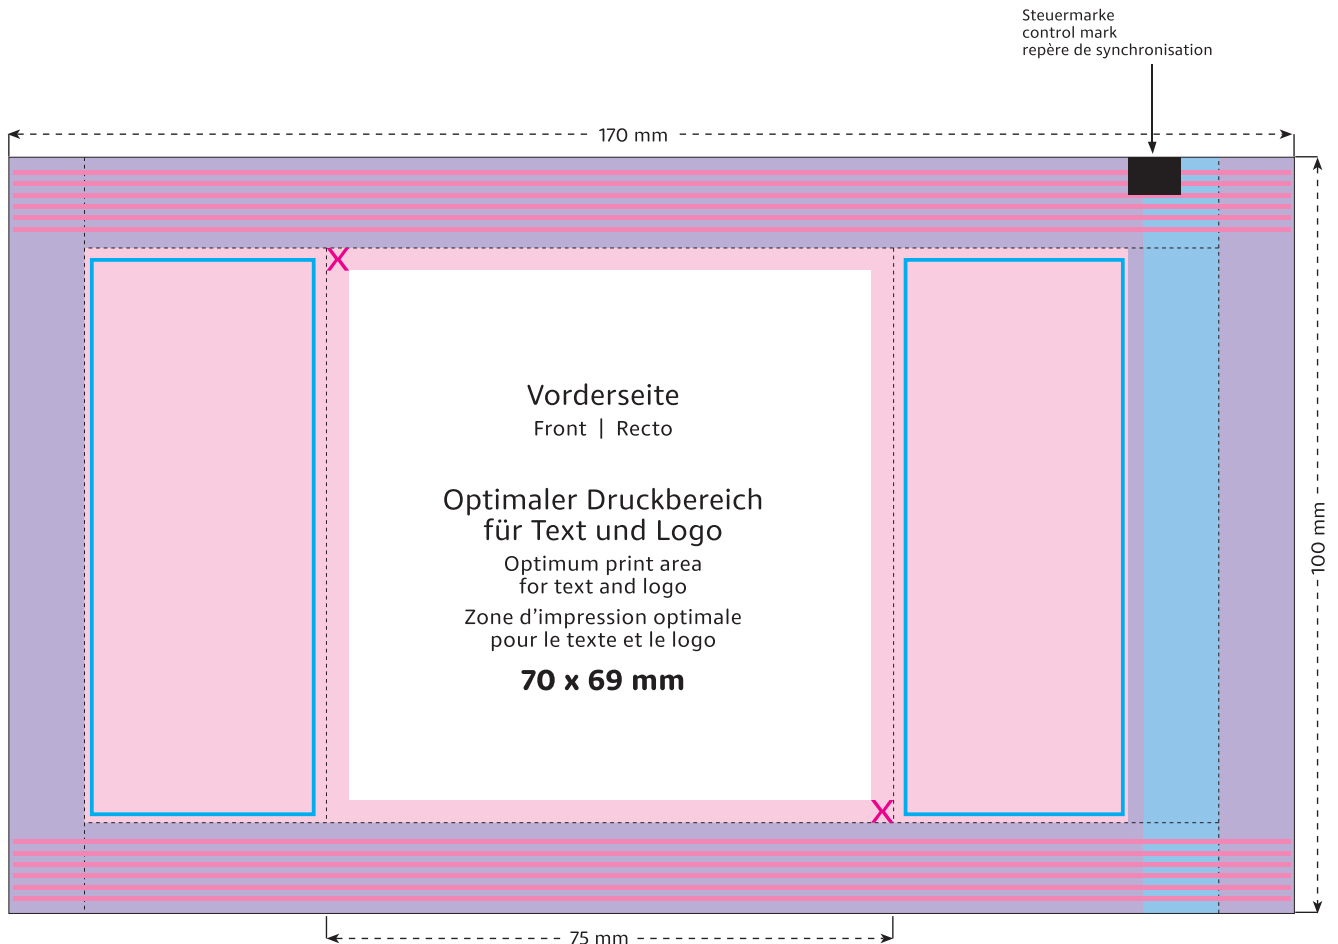 Steuermarke
control mark
repère de synchronisation
170 mm
X
Vorderseite
Front | Recto
Optimaler Druckbereich
für Text und Logo
Optimum print area
for text and logo
Zone d’impression optimale
pour le texte et le logo
70 x 69 mm
100 mm
X
75 mm